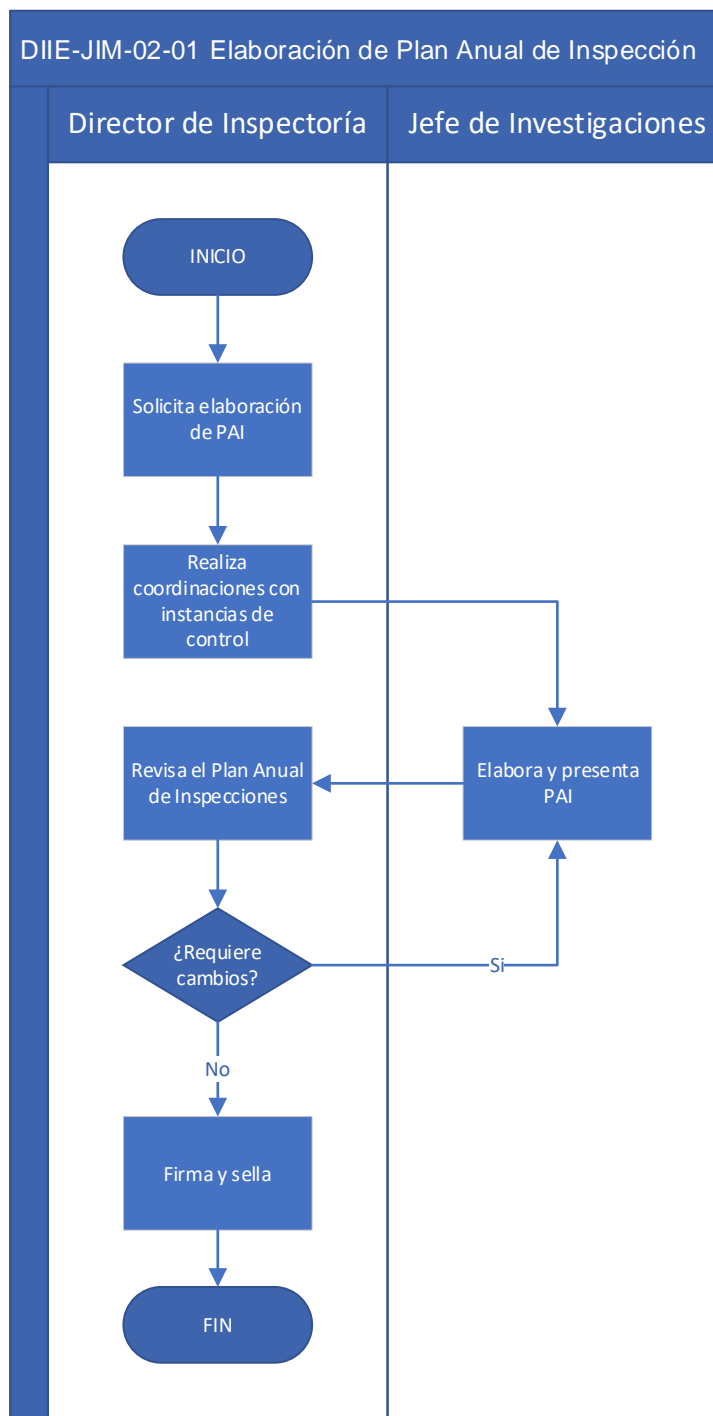 DIIE-JIM-02-01 Elaboración de Plan Anual de Inspección
Director de Inspectoría
Jefe de Investigaciones
INICIO
Solicita elaboración
de PAI
Realiza
coordinaciones con
instancias de
control
Revisa el Plan Anual
de Inspecciones
Elabora y presenta
PAI
¿Requiere
cambios?
Si
No
Firma y sella
FIN